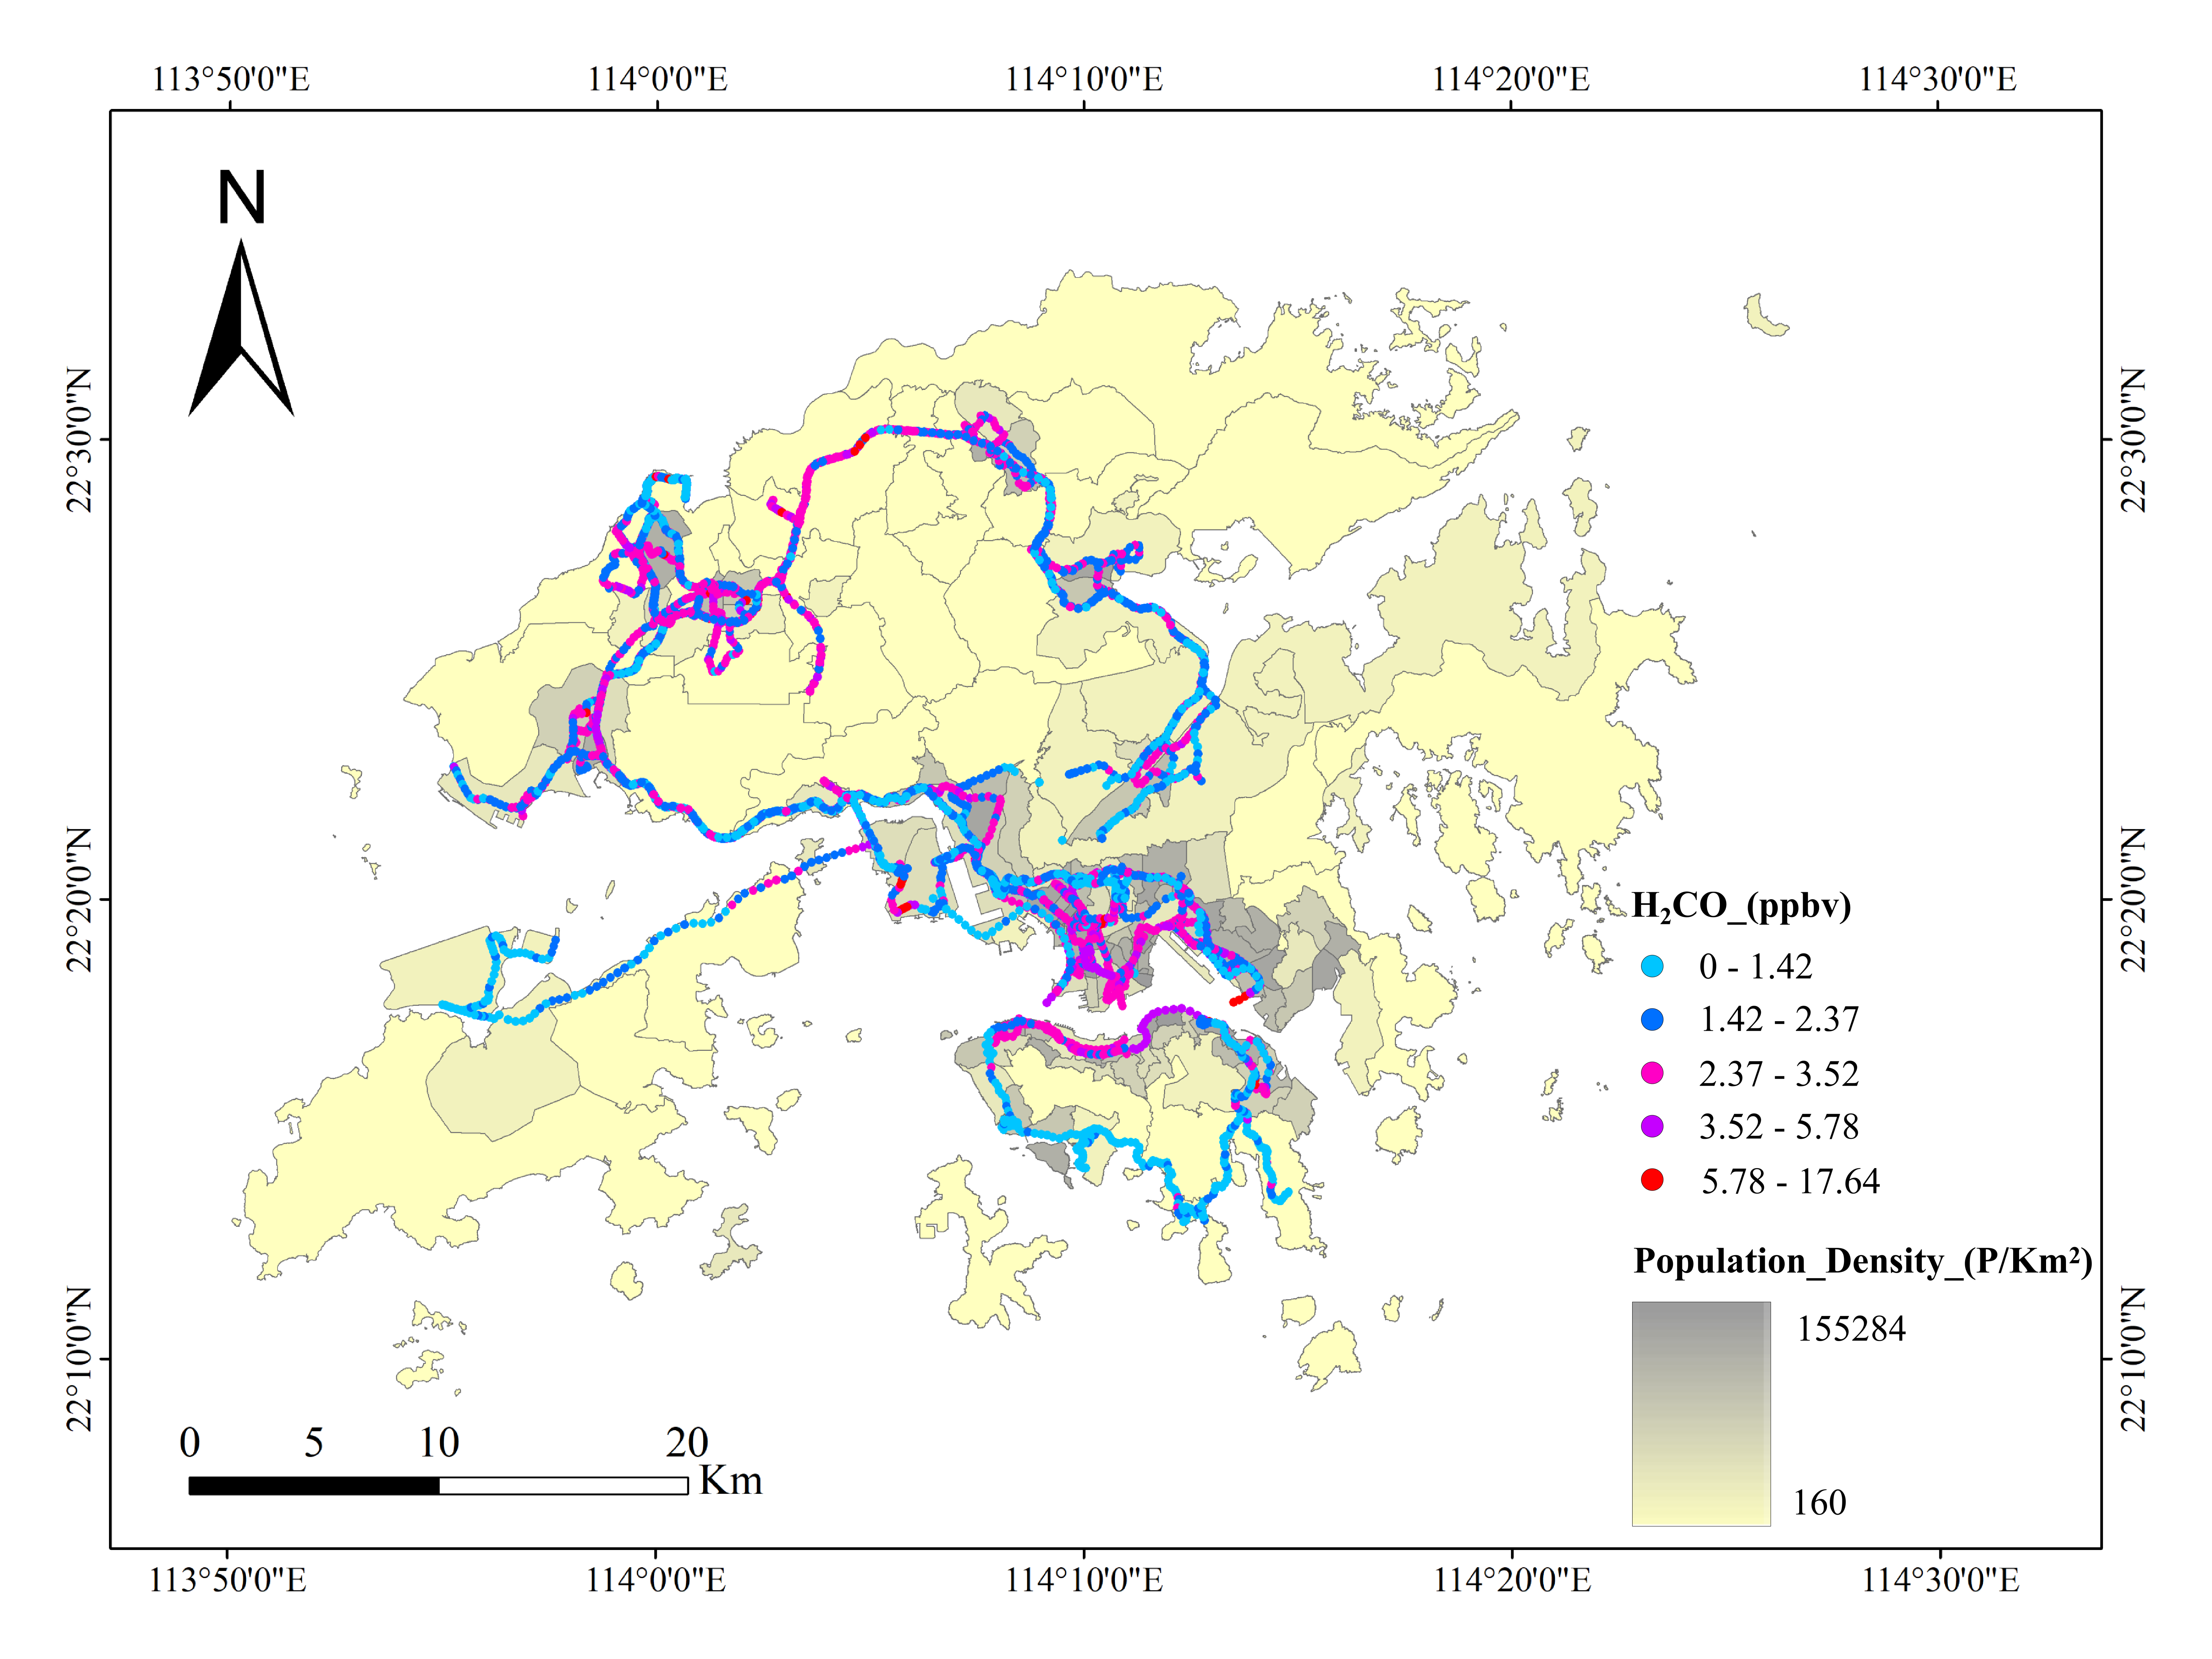 113°50'0"E 114°0'0"E 114°10'0"E 114°20'0"E 114°30'0"E
N
22°30'0"N 22°30'0"N
22°20'0"N 22°20'0"N
H₂CO_(ppbv)
0 - 1.42
1.42 - 2.37
2.37 - 3.52
3.52 - 5.78
5.78 - 17.64
Population_Density_(P/Km²)
155284
160
22°10'0"N 22°10'0"N
0 5 10 20
Km
113°50'0"E 114°0'0"E 114°10'0"E 114°20'0"E 114°30'0"E